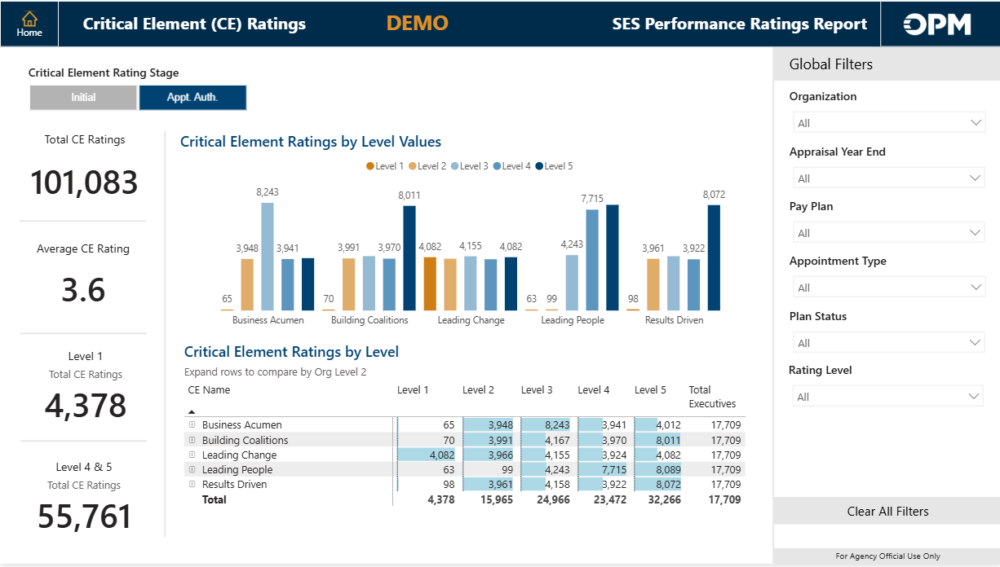 Home
Critical Element (CE) Ratings
DEMO
SES Performance Ratings Report
OPM
Critical Element Rating Stage
Initial
Appt. Auth.
Total CE Ratings
101,083
Average CE Rating
3.6
Level 1
Total CE Ratings
4,378
Level 4 & 5
Total CE Ratings
55,761
Critical Element Ratings by Level Values
Level 1 Level 2 Level 3 Level 4 Level 5
65 3,948 8,243 3,941
70 3,991 3,970 8,011
4,082 4,155 4,082
63 99 4,243 7,715
98 3,961 3,922 8,072
Business Acumen Building Coalitions Leading Change Leading People Results Driven
Critical Element Ratings by Level
Expand rows to compare by Org Level 2
CE Name Level 1 Level 2 Level 3 Level 4 Level 5 Total Executives
Business Acumen 65 3,948 8,243 3,941 4,012 17,709
Building Coalitions 70 3,991 4,167 3,970 8,011 17,709
Leading Change 4,082 3,966 4,155 3,924 4,082 17,709
Leading People 63 99 4,243 7,715 8,089 17,709
Results Driven 98 3,961 4,158 3,922 8,072 17,709
Total 4,378 15,965 24,966 23,472 32,266 17,709
Global Filters
Organization
All
Appraisal Year End
All
Pay Plan
All
Appointment Type
All
Plan Status
All
Rating Level
All
Clear All Filters
For Agency Official Use Only